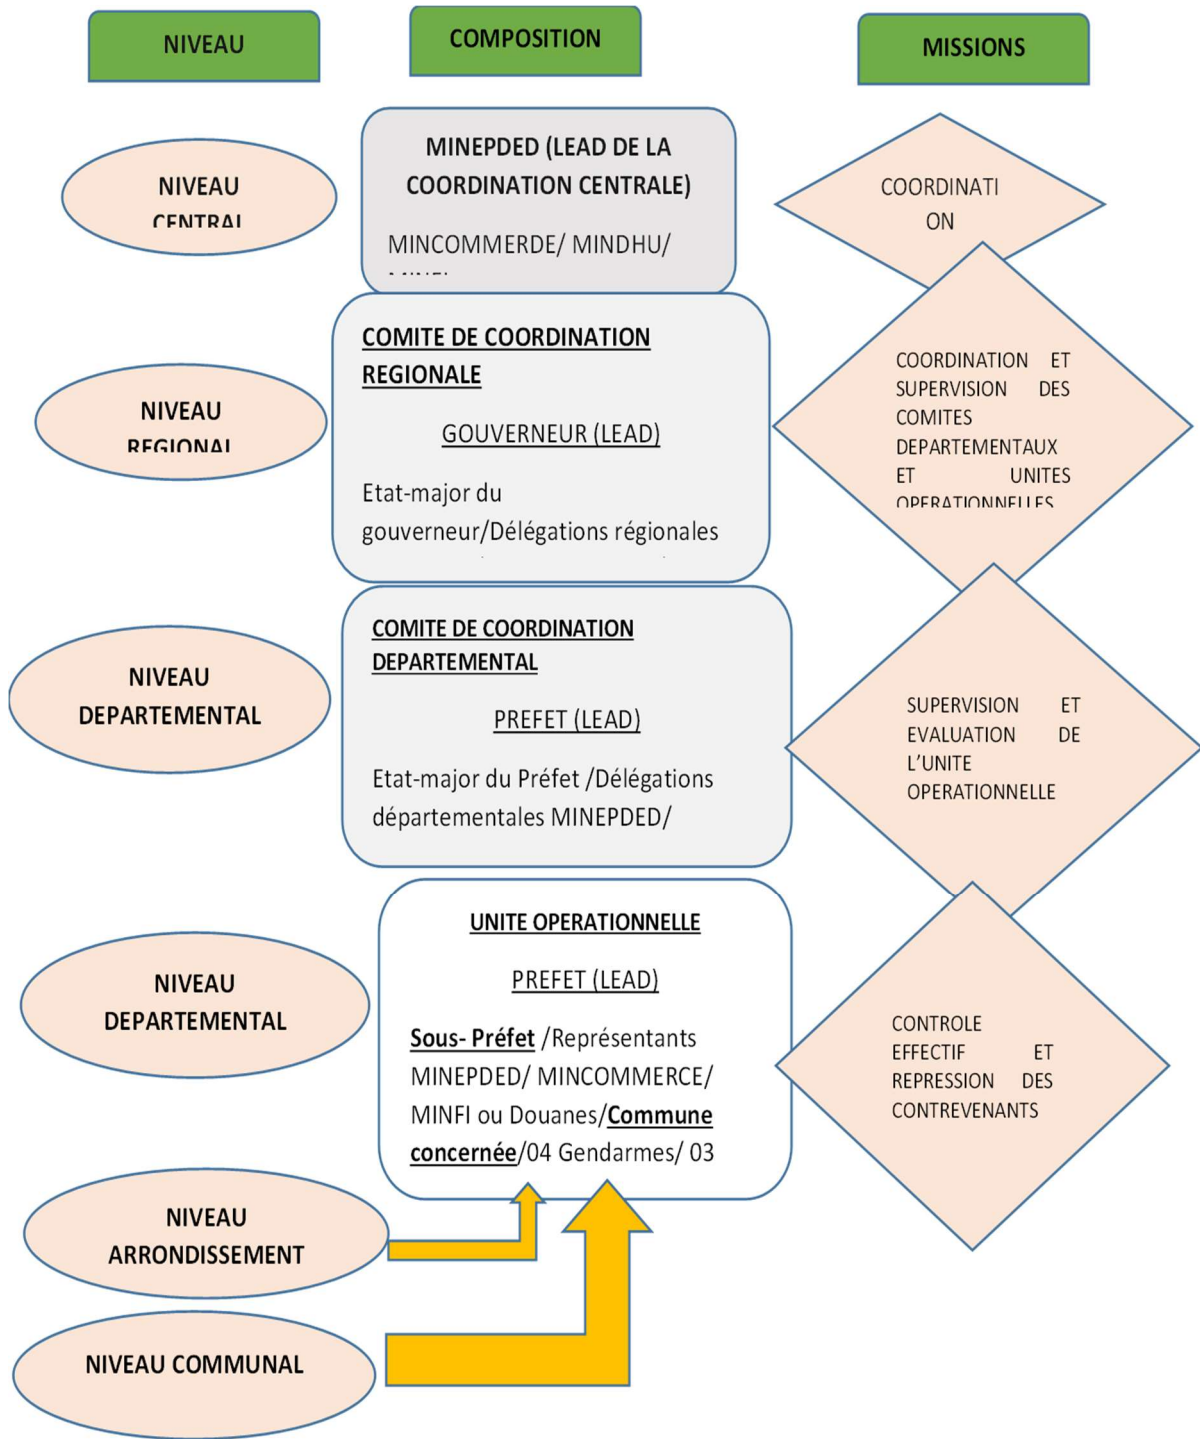 NIVEAU
COMPOSITION
MISSIONS
NIVEAU
CENTRAL
MINEPDED (LEAD DE LA
COORDINATION CENTRALE)
MINCOMMERDE/ MINDHU/
COORDINATI
ON
NIVEAU
REGIONAL
COMITE DE COORDINATION
REGIONALE
GOUVERNEUR (LEAD)
Etat-major du
gouverneur/Délégations régionales
COORDINATION ET
SUPERVISION DES
COMITES
DEPARTEMENTAUX
ET UNITES
OPERATIONNELLES
NIVEAU
DEPARTEMENTAL
COMITE DE COORDINATION
DEPARTEMENTAL
PREFET (LEAD)
Etat-major du Préfet /Délégations
départementales MINEPDED/
SUPERVISION ET
EVALUATION DE
L’UNITE
OPERATIONNELLE
NIVEAU
DEPARTEMENTAL
UNITE OPERATIONNELLE
PREFET (LEAD)
Sous- Préfet /Représentants
MINEPDED/ MINCOMMERCE/
MINFI ou Douanes/Commune
concernée/04 Gendarmes/ 03
CONTROLE
EFFECTIF ET
REPRESSION DES
CONTREVENANTS
NIVEAU
ARRONDISSEMENT
NIVEAU COMMUNAL